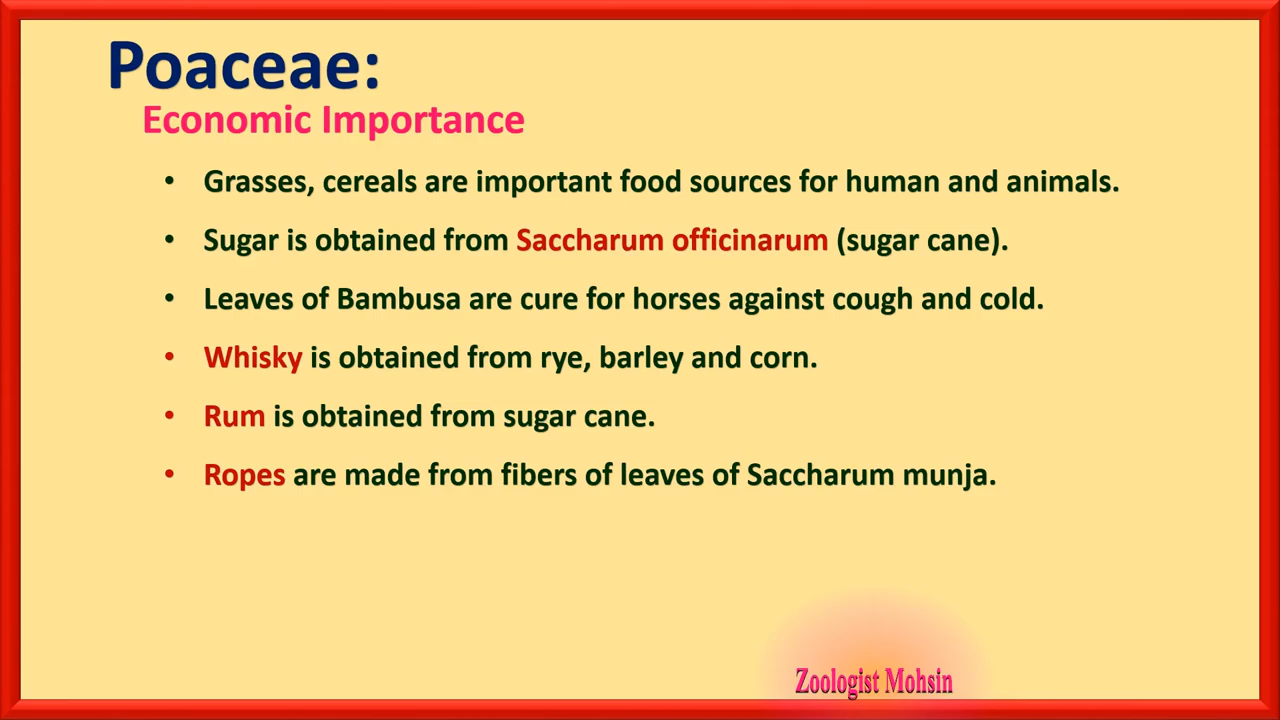 Poaceae:
Economic Importance
• Grasses, cereals are important food sources for human and animals.
• Sugar is obtained from Saccharum officinarum (sugar cane).
• Leaves of Bambusa are cure for horses against cough and cold.
• Whisky is obtained from rye, barley and corn.
• Rum is obtained from sugar cane.
• Ropes are made from fibers of leaves of Saccharum munja.
Zoologist Mohsin